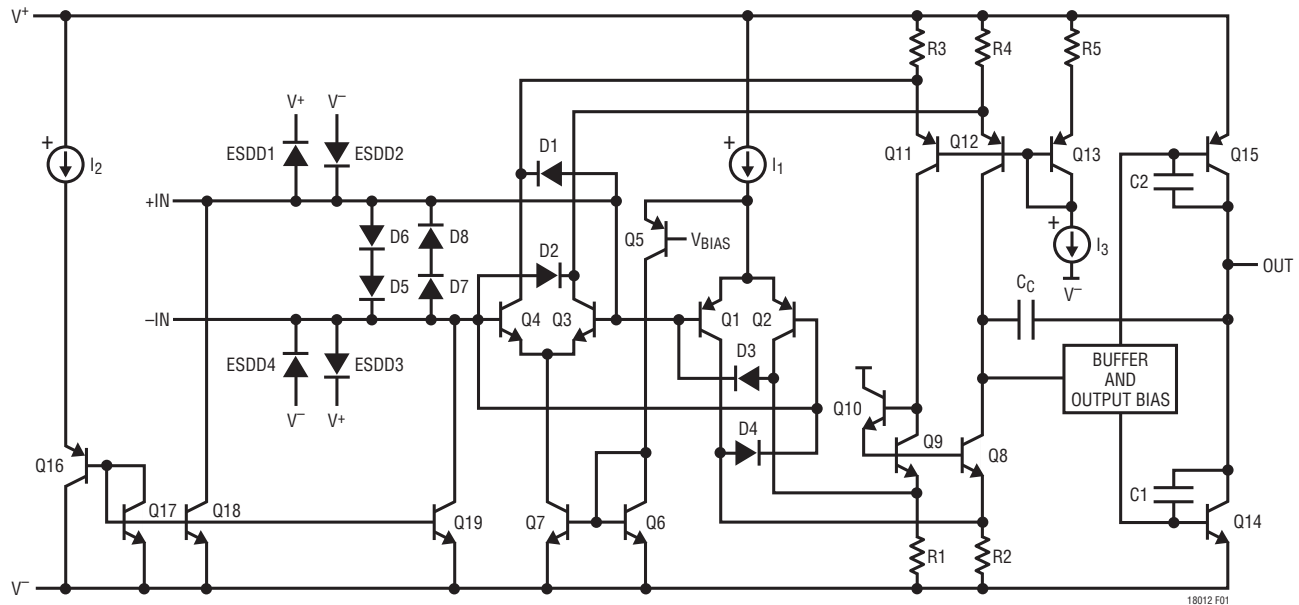 V+
R3
R4
R5
V+
V−
+
I2
ESDD1
ESDD2
D1
+
I1
Q11
Q12
Q13
Q15
C2
+IN
D6
D8
Q5
VBIAS
+
I3
V−
OUT
D2
D5
D7
CC
−IN
Q4
Q3
Q1
Q2
ESDD4
ESDD3
D3
BUFFER
AND
OUTPUT BIAS
V−
V+
Q10
D4
Q9
Q8
Q16
C1
Q17
Q18
Q19
Q7
Q6
Q14
R1
R2
V−
18012 F01